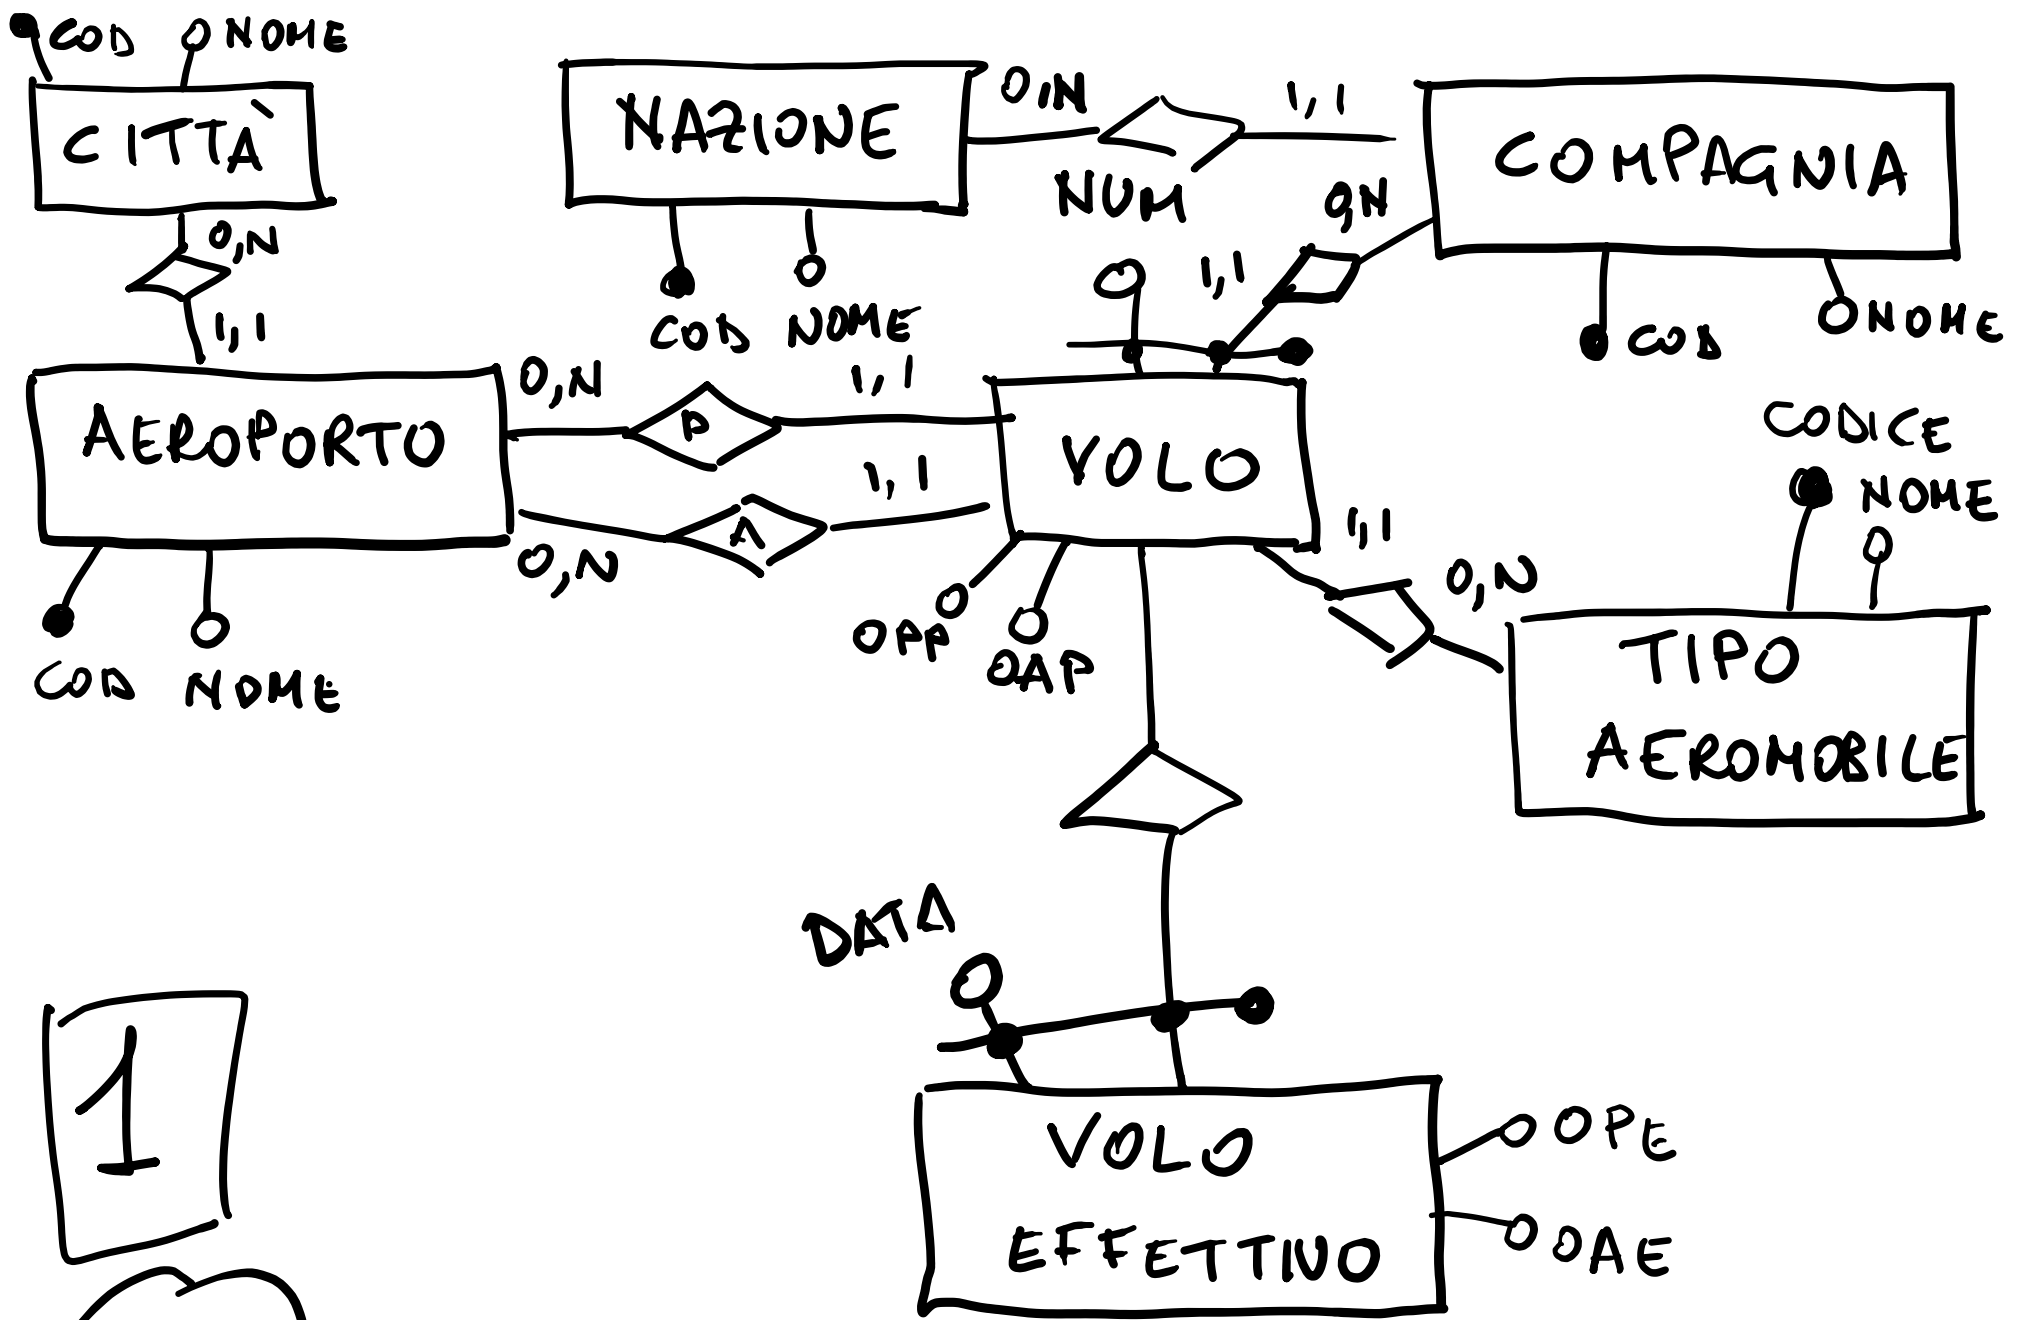 COD NOME
CITTÀ
0,N
1,1
NAZIONE
COD NOME
0,N
1,1
NUM
COMPAGNIA
COD
NOME
0,N
1,1
AEROPORTO
COD NOME
0,N
P
1,1
0,N
A
1,1
VOLO
OPP
OAP
1,1
0,N
CODICE
NOME
TIPO
AEROMOBILE
DATA
VOLO
EFFETTIVO
OPE
OAE
1